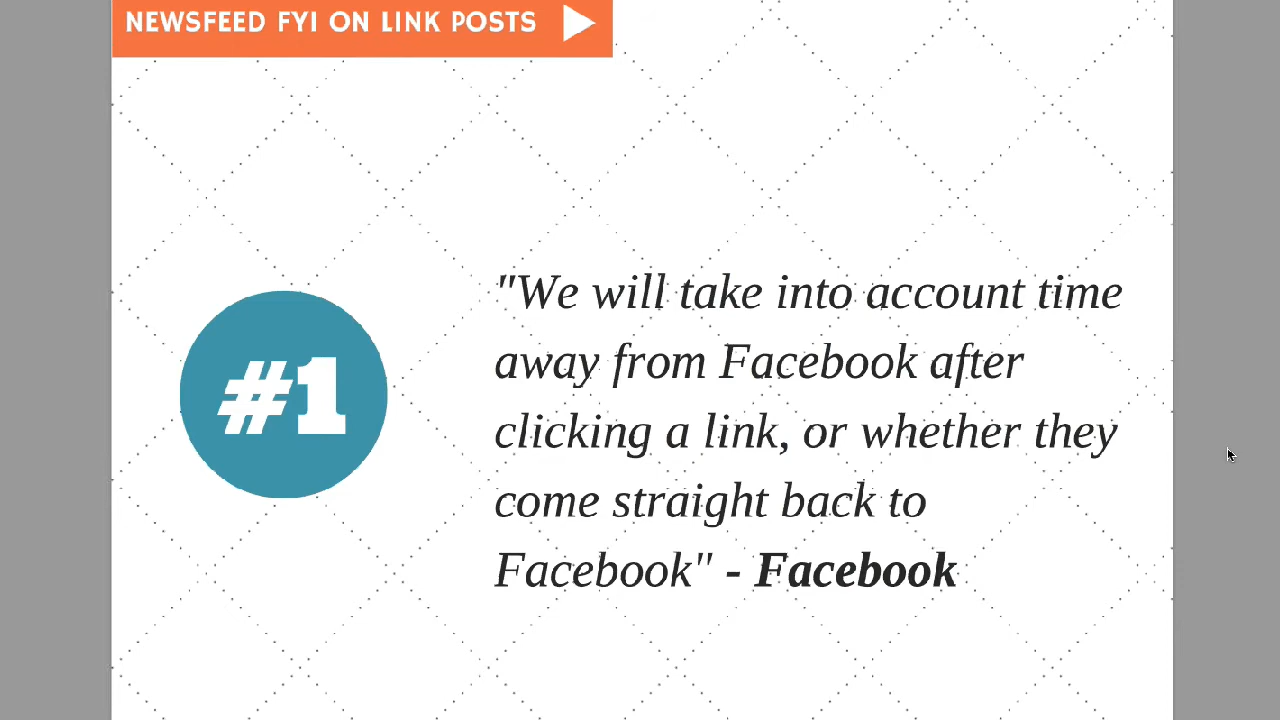 NEWSFEED FYI ON LINK POSTS
#1
"We will take into account time
away from Facebook after
clicking a link, or whether they
come straight back to
Facebook" - Facebook